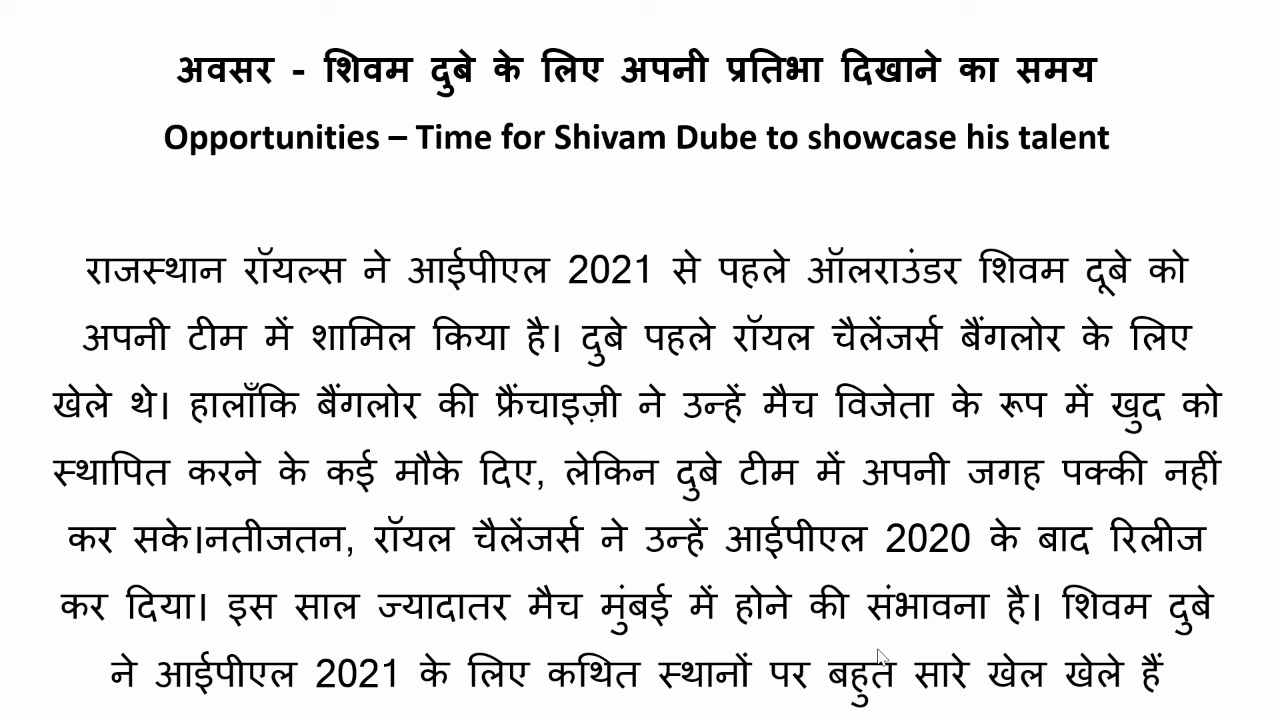 अवसर - शिवम दुबे के लिए अपनी प्रतिभा दिखाने का समय
Opportunities – Time for Shivam Dube to showcase his talent
राजस्थान रॉयल्स ने आईपीएल 2021 से पहले ऑलराउंडर शिवम दूबे को
अपनी टीम में शामिल किया है। दुबे पहले रॉयल चैलेंजर्स बैंगलोर के लिए
खेले थे। हालाँकि बैंगलोर की फ्रैंचाइज़ी ने उन्हें मैच विजेता के रूप में खुद को
स्थापित करने के कई मौके दिए, लेकिन दुबे टीम में अपनी जगह पक्की नहीं
कर सके।नतीजतन, रॉयल चैलेंजर्स ने उन्हें आईपीएल 2020 के बाद रिलीज
कर दिया। इस साल ज्यादातर मैच मुंबई में होने की संभावना है। शिवम दुबे
ने आईपीएल 2021 के लिए कथित स्थानों पर बहुत सारे खेल खेले हैं